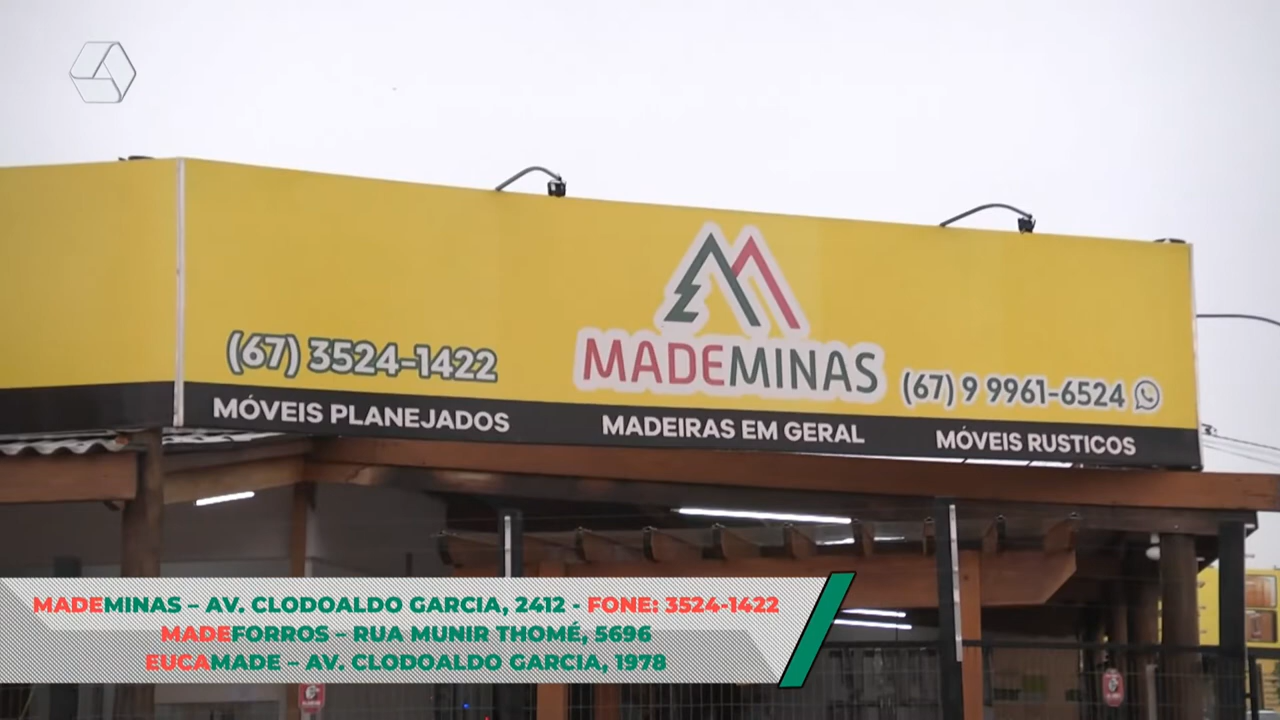 (67) 3524-1422
MADEMINAS
(67) 9 9961-6524
MÓVEIS PLANEJADOS
MADEIRAS EM GERAL
MÓVEIS RUSTICOS
MADEMINAS – AV. CLODOALDO GARCIA, 2412 - FONE: 3524-1422
MADEFORROS – RUA MUNIR THOMÉ, 5696
EUCAMADE – AV. CLODOALDO GARCIA, 1978